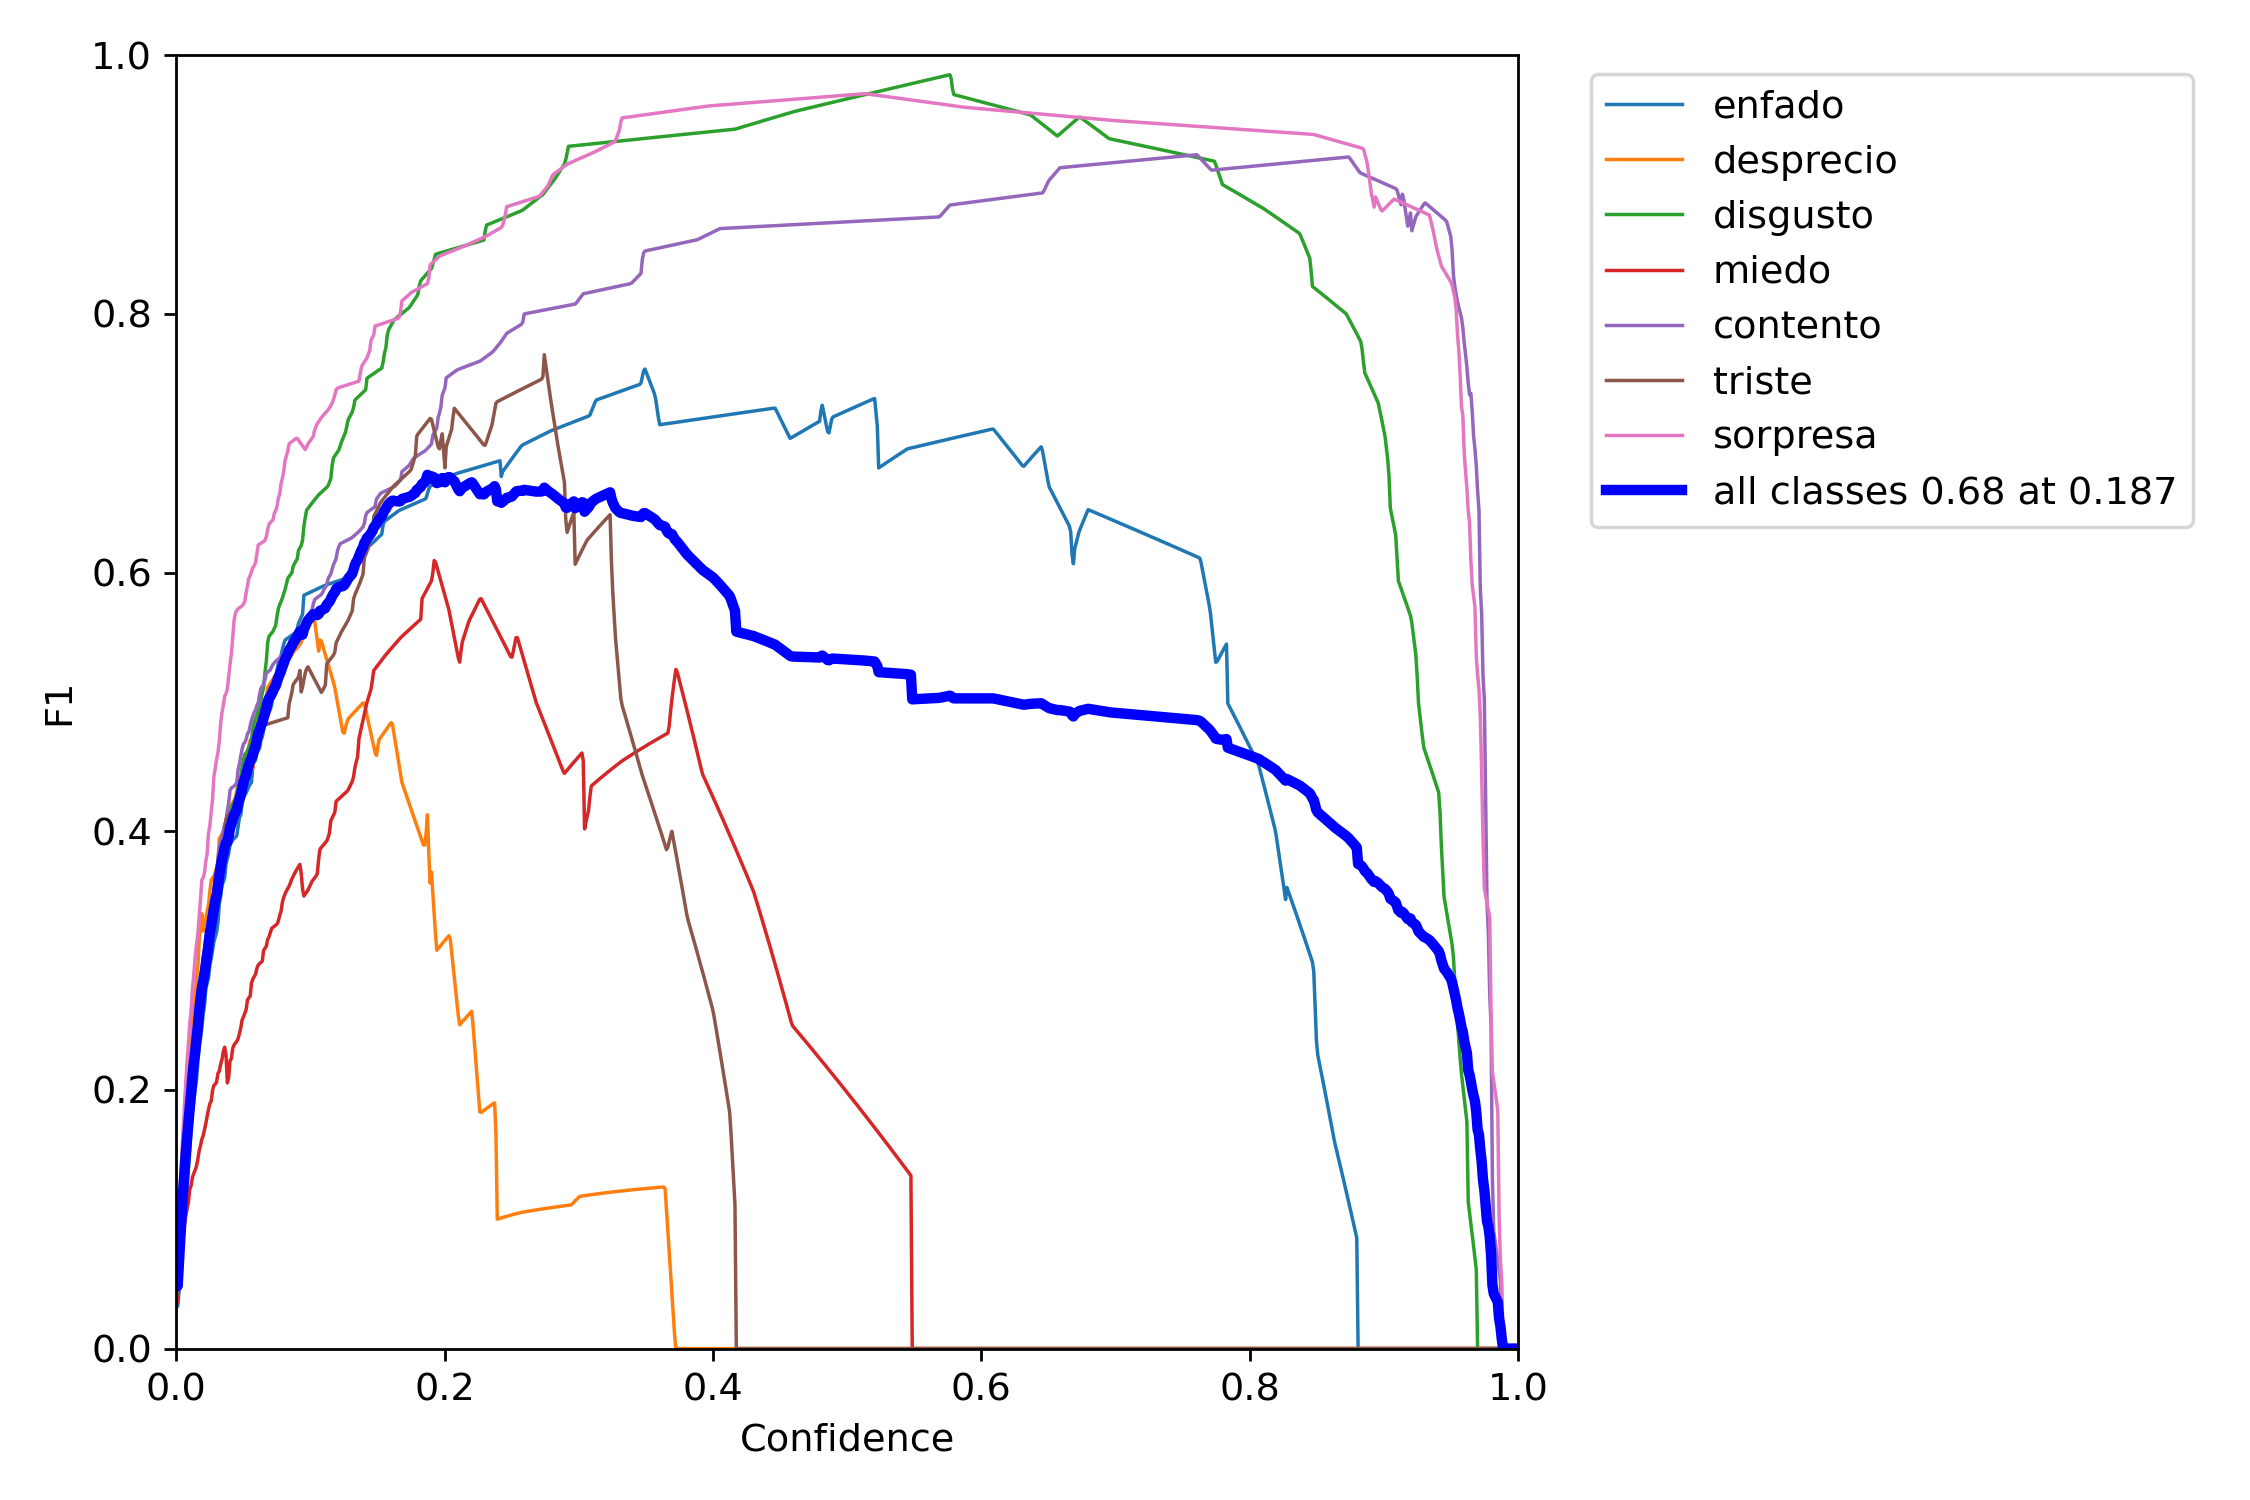 1.0
0.8
0.6
0.4
0.2
0.0
F1
0.0 0.2 0.4 0.6 0.8 1.0
Confidence
enfado
desprecio
disgusto
miedo
contento
triste
sorpresa
all classes 0.68 at 0.187